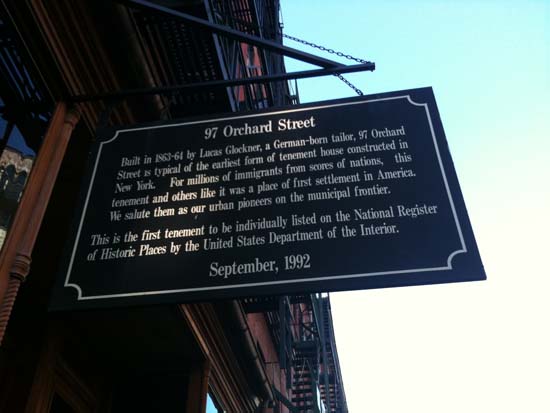 97 Orchard Street
Built in 1863-64 by Lucas Glockner, a German-born tailor, 97 Orchard
Street is typical of the earliest form of tenement house constructed in
New York. For millions of immigrants from scores of nations, this
tenement and others like it was a place of first settlement in America.
We salute them as our urban pioneers on the municipal frontier.
This is the first tenement to be individually listed on the National Register
of Historic Places by the United States Department of the Interior.
September, 1992